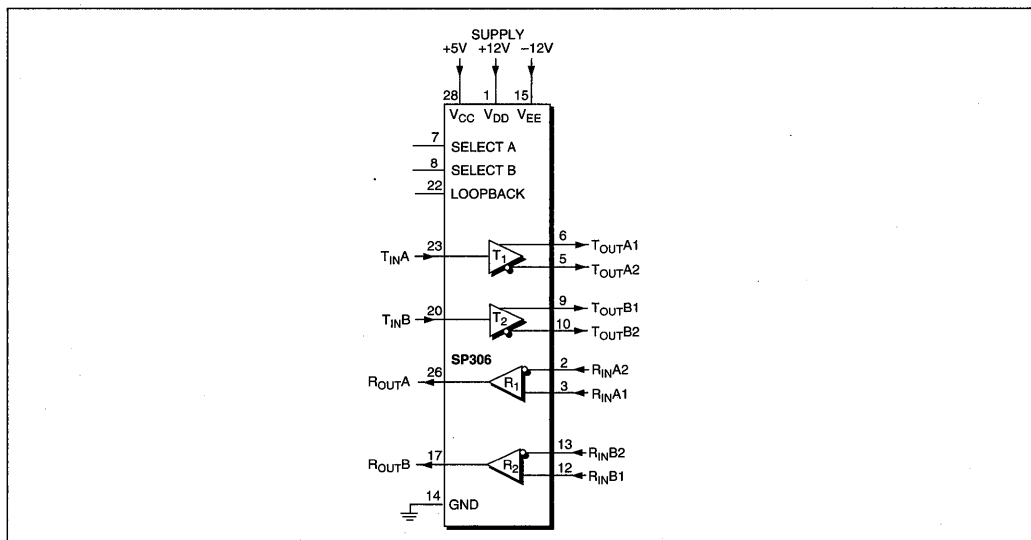 SUPPLY
+5V +12V –12V
28 1 15
VCC VDD VEE
7 SELECT A
8 SELECT B
22 LOOPBACK
TINA 23 T1 6 TOUTA1
5 TOUTA2
TINB 20 T2 9 TOUTB1
10 TOUTB2
SP306
ROUTA 26 R1 2 RINA2
3 RINA1
ROUTB 17 R2 13 RINB2
12 RINB1
14 GND